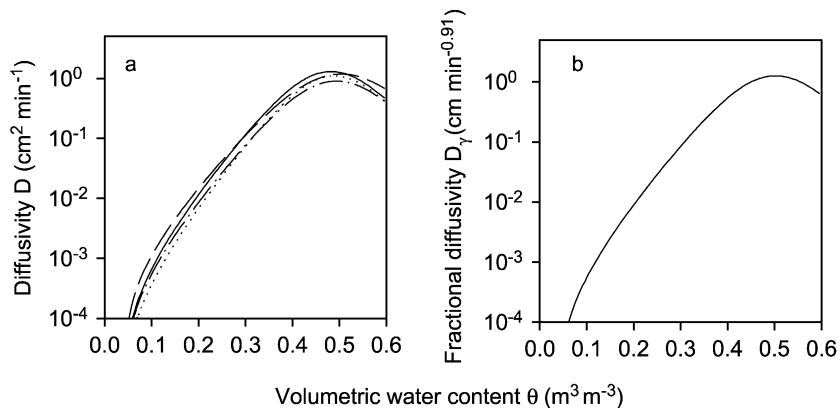 a
Diffusivity D (cm² min⁻¹)
10⁰
10⁻¹
10⁻²
10⁻³
10⁻⁴
0.0 0.1 0.2 0.3 0.4 0.5 0.6
b
Fractional diffusivity Dγ (cm min⁻⁰·⁹¹)
10⁰
10⁻¹
10⁻²
10⁻³
10⁻⁴
0.0 0.1 0.2 0.3 0.4 0.5 0.6
Volumetric water content θ (m³ m⁻³)